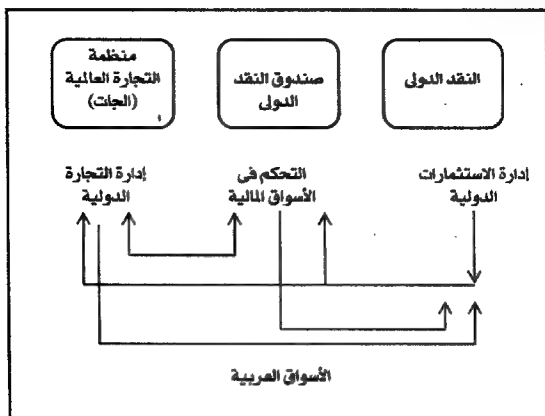 النقد الدولى
صندوق النقد
الدولى
منظمة
التجارة العالمية
(الجات)
إدارة الاستثمارات
الدولية
التحكم فى
الأسواق المالية
إدارة التجارة
الدولية
الأسواق العربية